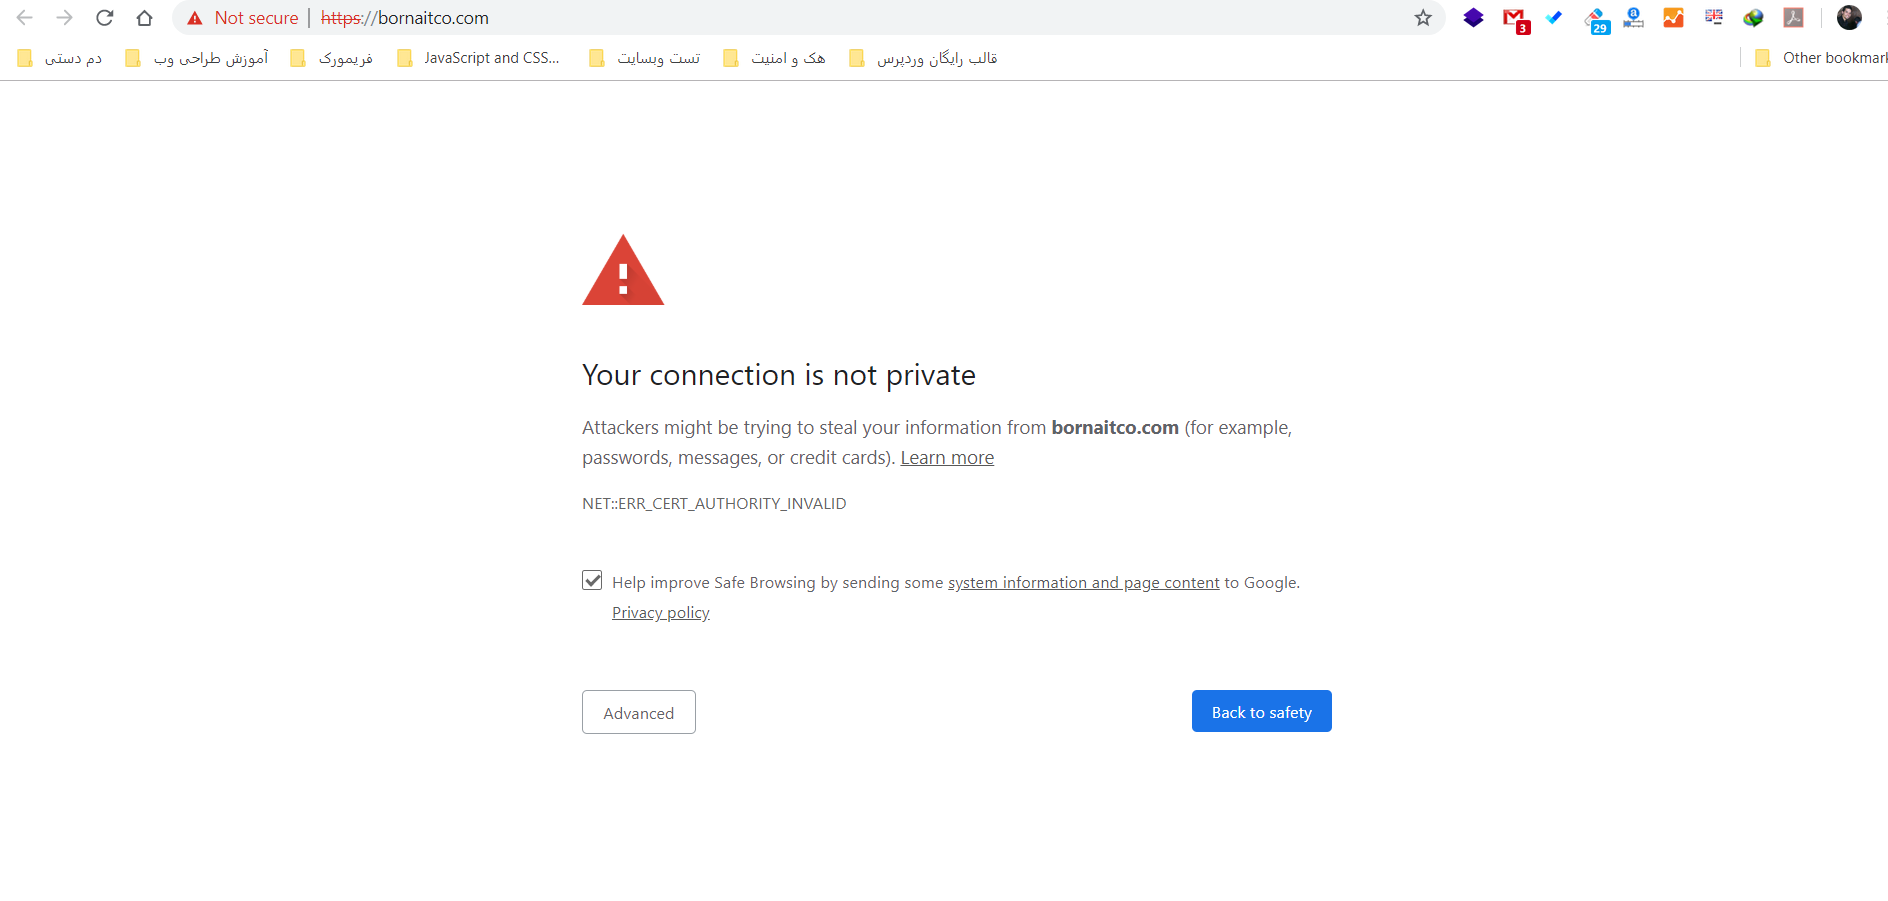 Not secure | https://bornaitco.com
3
29
a
دم دستی
آموزش طراحی وب
فریمورک
JavaScript and CSS...
تست وبسایت
هک و امنیت
قالب رایگان وردپرس
Other bookmark
Your connection is not private
Attackers might be trying to steal your information from bornaitco.com (for example,
passwords, messages, or credit cards). Learn more
NET::ERR_CERT_AUTHORITY_INVALID
Help improve Safe Browsing by sending some system information and page content to Google.
Privacy policy
Advanced
Back to safety